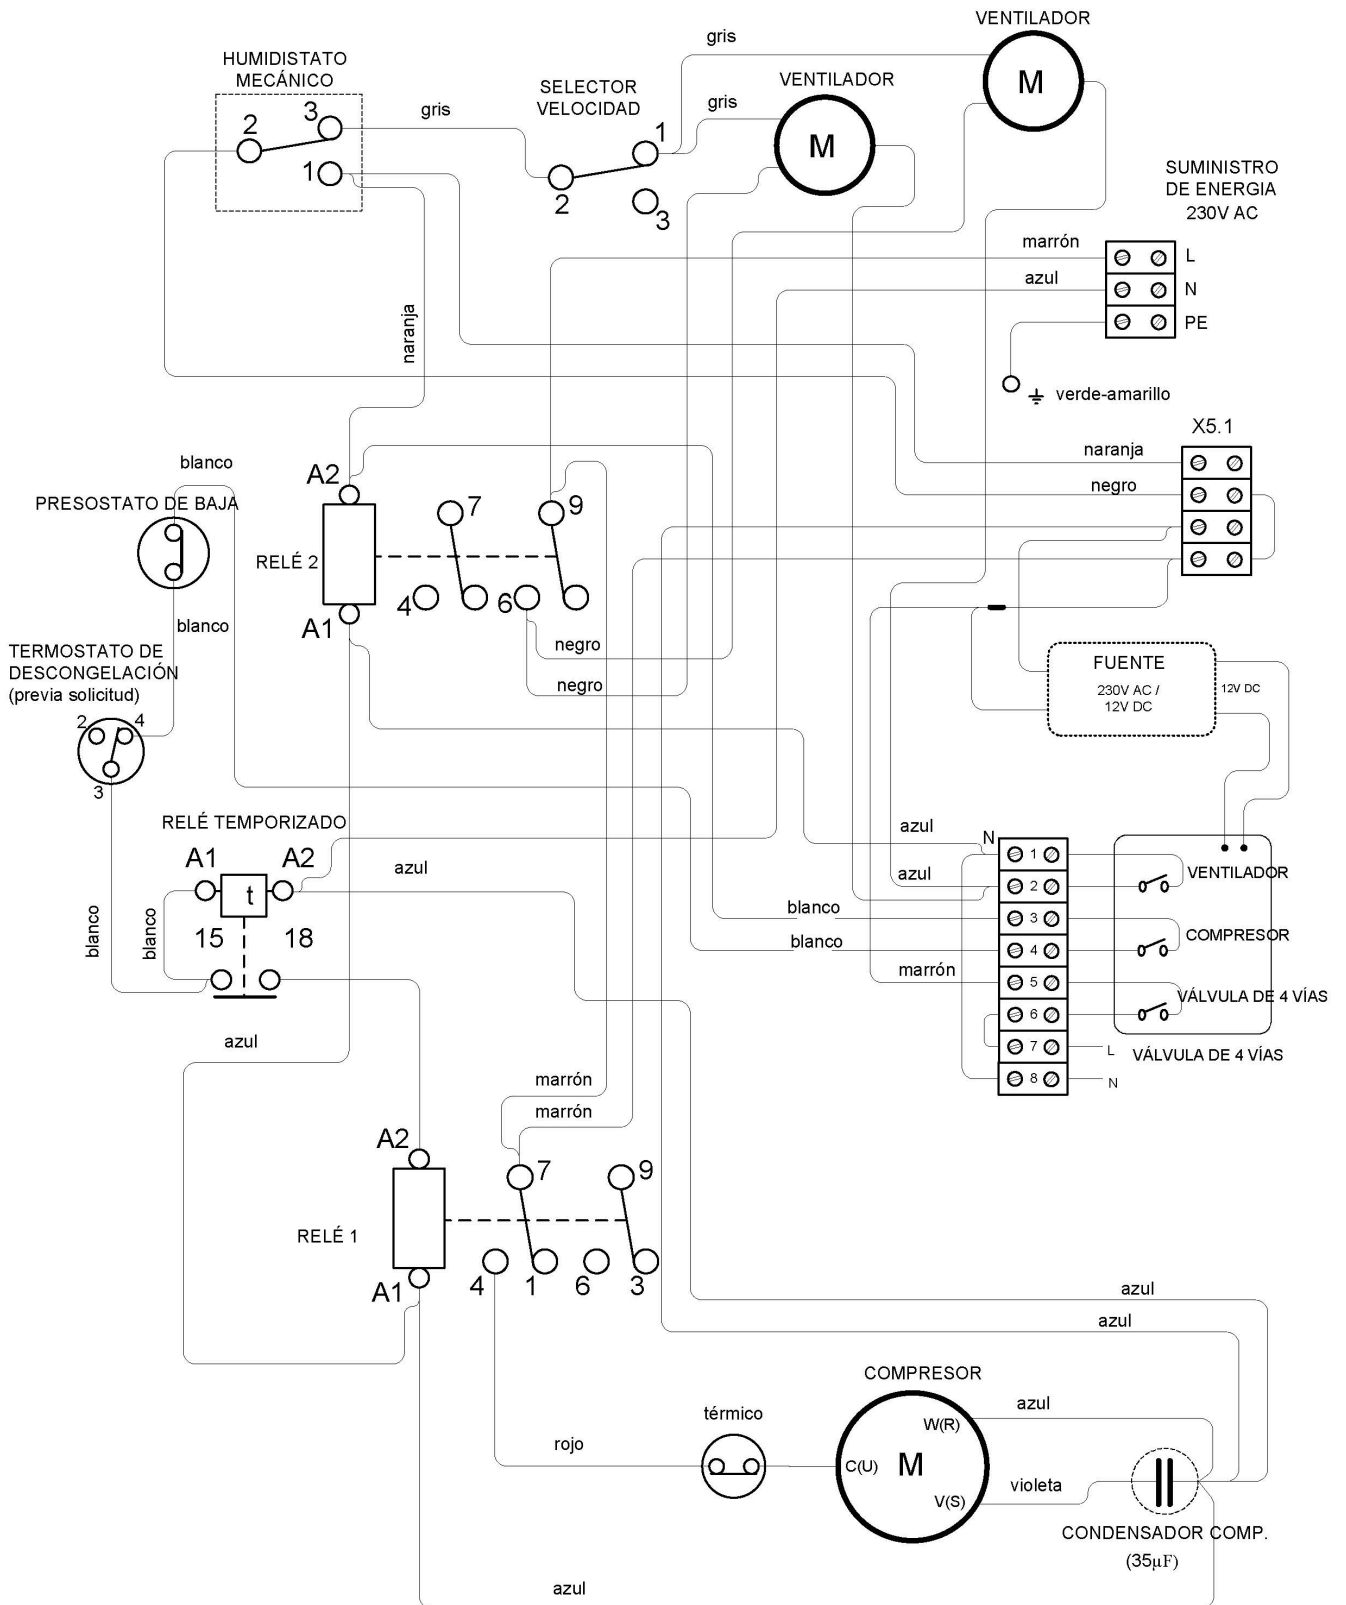 VENTILADOR
gris
HUMIDISTATO
MECÁNICO
SELECTOR
VELOCIDAD
VENTILADOR
M
gris
gris
3
2
1
1
2
3
M
SUMINISTRO
DE ENERGIA
230V AC
marrón
L
azul
N
PE
naranja
verde-amarillo
X5.1
naranja
negro
blanco
A2
PRESOSTATO DE BAJA
7
9
RELÉ 2
4
6
A1
blanco
negro
negro
TERMOSTATO DE
DESCONGELACIÓN
(previa solicitud)
2
4
3
FUENTE
230V AC /
12V DC
12V DC
RELÉ TEMPORIZADO
A1
A2
t
azul
15
18
blanco
blanco
azul
N
azul
blanco
blanco
marrón
1
2
3
4
5
6
7
8
L
N
VENTILADOR
COMPRESOR
VÁLVULA DE 4 VÍAS
VÁLVULA DE 4 VÍAS
azul
marrón
marrón
A2
7
9
RELÉ 1
4
1
6
3
A1
azul
azul
COMPRESOR
azul
W(R)
térmico
rojo
C(U)
M
V(S)
violeta
CONDENSADOR COMP.
(35µF)
azul